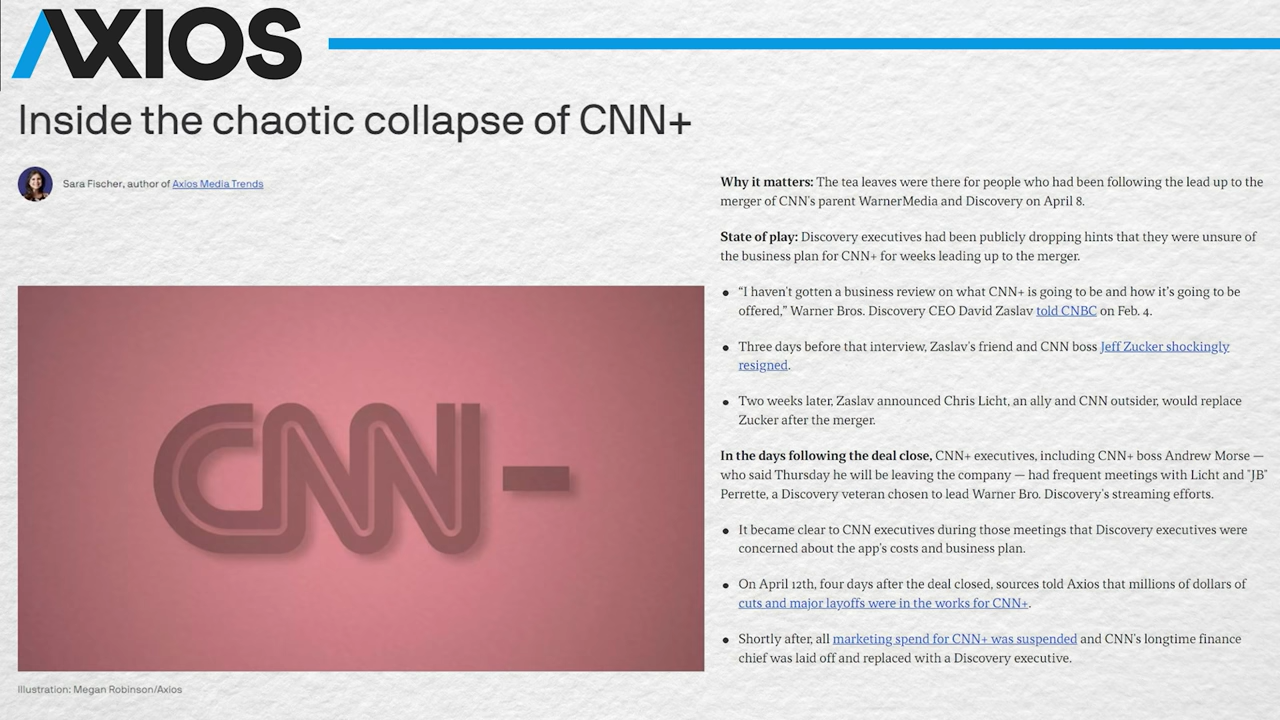 AXIOS
Inside the chaotic collapse of CNN+
Sara Fischer, author of Axios Media Trends
CNN -
Illustration: Megan Robinson/Axios
Why it matters: The tea leaves were there for people who had been following the lead up to the
merger of CNN's parent WarnerMedia and Discovery on April 8.
State of play: Discovery executives had been publicly dropping hints that they were unsure of
the business plan for CNN+ for weeks leading up to the merger.
• “I haven't gotten a business review on what CNN+ is going to be and how it's going to be
offered,” Warner Bros. Discovery CEO David Zaslav told CNBC on Feb. 4.
• Three days before that interview, Zaslav's friend and CNN boss Jeff Zucker shockingly
resigned.
• Two weeks later, Zaslav announced Chris Licht, an ally and CNN outsider, would replace
Zucker after the merger.
In the days following the deal close, CNN+ executives, including CNN+ boss Andrew Morse —
who said Thursday he will be leaving the company — had frequent meetings with Licht and "JB"
Perrette, a Discovery veteran chosen to lead Warner Bro. Discovery's streaming efforts.
• It became clear to CNN executives during those meetings that Discovery executives were
concerned about the app's costs and business plan.
• On April 12th, four days after the deal closed, sources told Axios that millions of dollars of
cuts and major layoffs were in the works for CNN+.
• Shortly after, all marketing spend for CNN+ was suspended and CNN's longtime finance
chief was laid off and replaced with a Discovery executive.